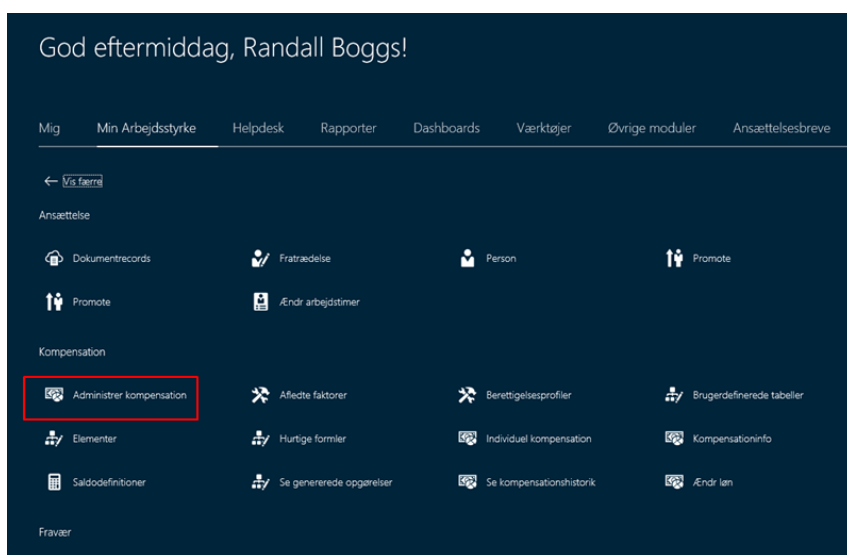 God eftermiddag, Randall Boggs!
Mig Min Arbejdsstyrke Helpdesk Rapporter Dashboards Værktøjer Øvrige moduler Ansættelsesbreve
Vis færre
Ansættelse
Dokumentrecords Fratrædelse Person Promote
Promote Ændr arbejdstimer
Kompensation
Administrer kompensation Afledte faktorer Berettigelsesprofiler Brugerdefinerede tabeller
Elementer Hurtige formler Individuel kompensation Kompensationinfo
Saldodefinitioner Se genererede opgørelser Se kompensationshistorik Ændr løn
Fravær